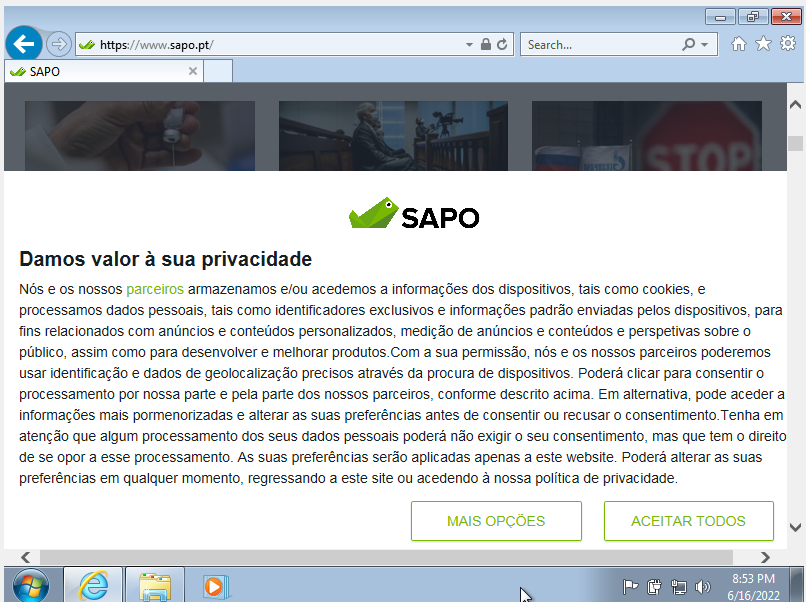 https://www.sapo.pt/
Search...
SAPO
STOP
SAPO
Damos valor à sua privacidade
Nós e os nossos parceiros armazenamos e/ou acedemos a informações dos dispositivos, tais como cookies, e
processamos dados pessoais, tais como identificadores exclusivos e informações padrão enviadas pelos dispositivos, para
fins relacionados com anúncios e conteúdos personalizados, medição de anúncios e conteúdos e perspetivas sobre o
público, assim como para desenvolver e melhorar produtos.Com a sua permissão, nós e os nossos parceiros poderemos
usar identificação e dados de geolocalização precisos através da procura de dispositivos. Poderá clicar para consentir o
processamento por nossa parte e pela parte dos nossos parceiros, conforme descrito acima. Em alternativa, pode aceder a
informações mais pormenorizadas e alterar as suas preferências antes de consentir ou recusar o consentimento.Tenha em
atenção que algum processamento dos seus dados pessoais poderá não exigir o seu consentimento, mas que tem o direito
de se opor a esse processamento. As suas preferências serão aplicadas apenas a este website. Poderá alterar as suas
preferências em qualquer momento, regressando a este site ou acedendo à nossa política de privacidade.
MAIS OPÇÕES
ACEITAR TODOS
8:53 PM
6/16/2022